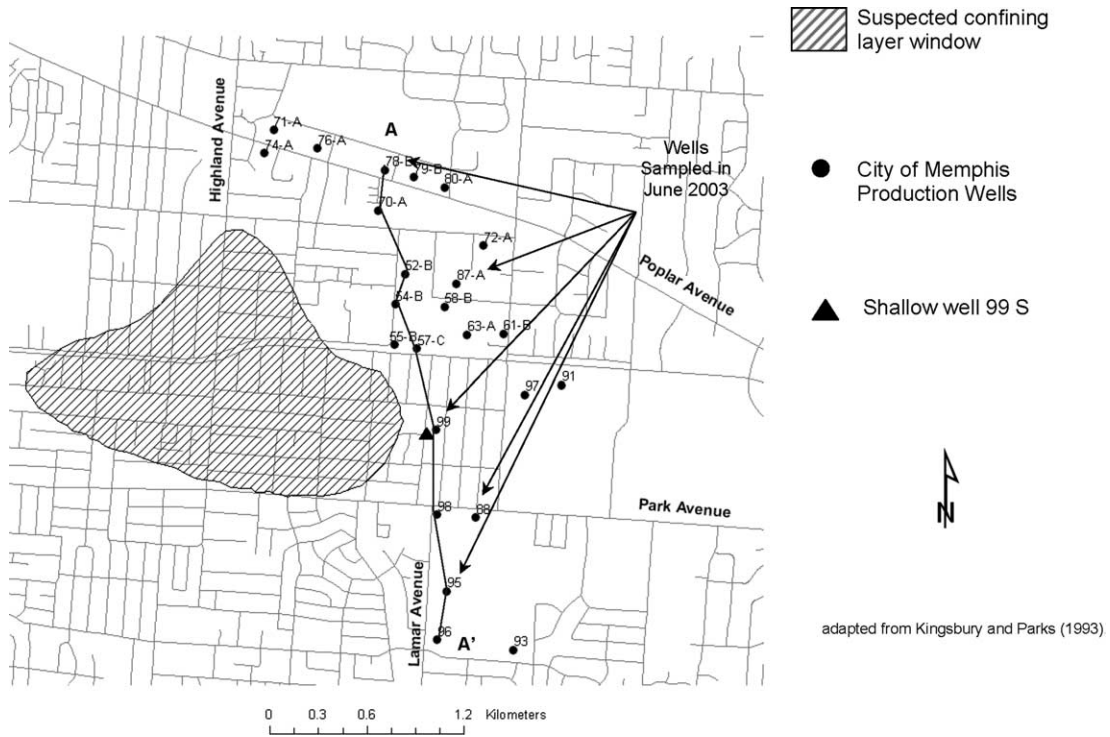 Suspected confining
layer window
Highland Avenue
71-A
74-A
76-A
A
78-B
79-B
80-A
70-A
Wells
Sampled in
June 2003
City of Memphis
Production Wells
72-A
52-B
87-A
Poplar Avenue
54-B
58-B
63-A
61-B
55-B
57-C
Shallow well 99 S
97
91
99
98
88
Park Avenue
N
95
Lamar Avenue
96
A'
93
adapted from Kingsbury and Parks (1993)
0 0.3 0.6 1.2 Kilometers